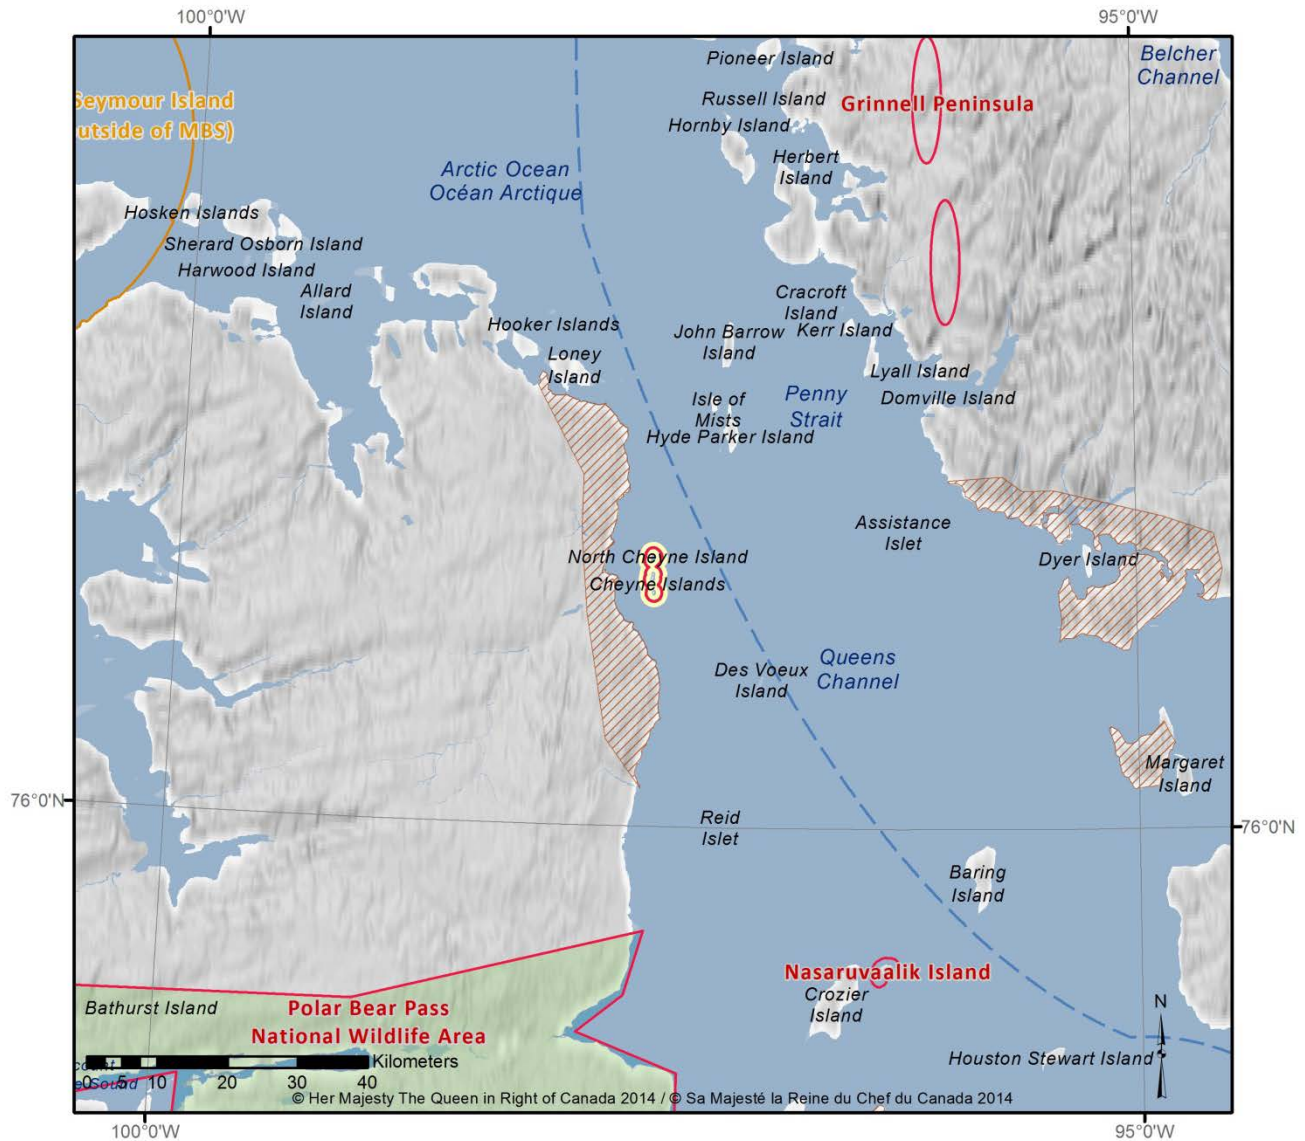 100°0'W
95°0'W
Belcher
Channel
Pioneer Island
Russell Island
Grinnell Peninsula
Seymour Island
utside of MBS)
Hornby Island
Herbert
Island
Arctic Ocean
Océan Arctique
Hosken Islands
Sherard Osborn Island
Harwood Island
Allard
Island
Cracroft
Island
Hooker Islands
John Barrow
Island
Kerr Island
Loney
Island
Lyall Island
Isle of
Mists
Penny
Strait
Domville Island
Hyde Parker Island
Assistance
Islet
North Cheyne Island
Dyer Island
Cheyne Islands
Des Voeux
Island
Queens
Channel
Margaret
Island
76°0'N
Reid
Islet
76°0'N
Baring
Island
Nasaruvaalik Island
Crozier
Island
N
Bathurst Island
Polar Bear Pass
National Wildlife Area
Houston Stewart Island
Kilometers
count
e Sound
0 5 10 20 30 40
© Her Majesty The Queen in Right of Canada 2014 / © Sa Majesté la Reine du Chef du Canada 2014
100°0'W
95°0'W